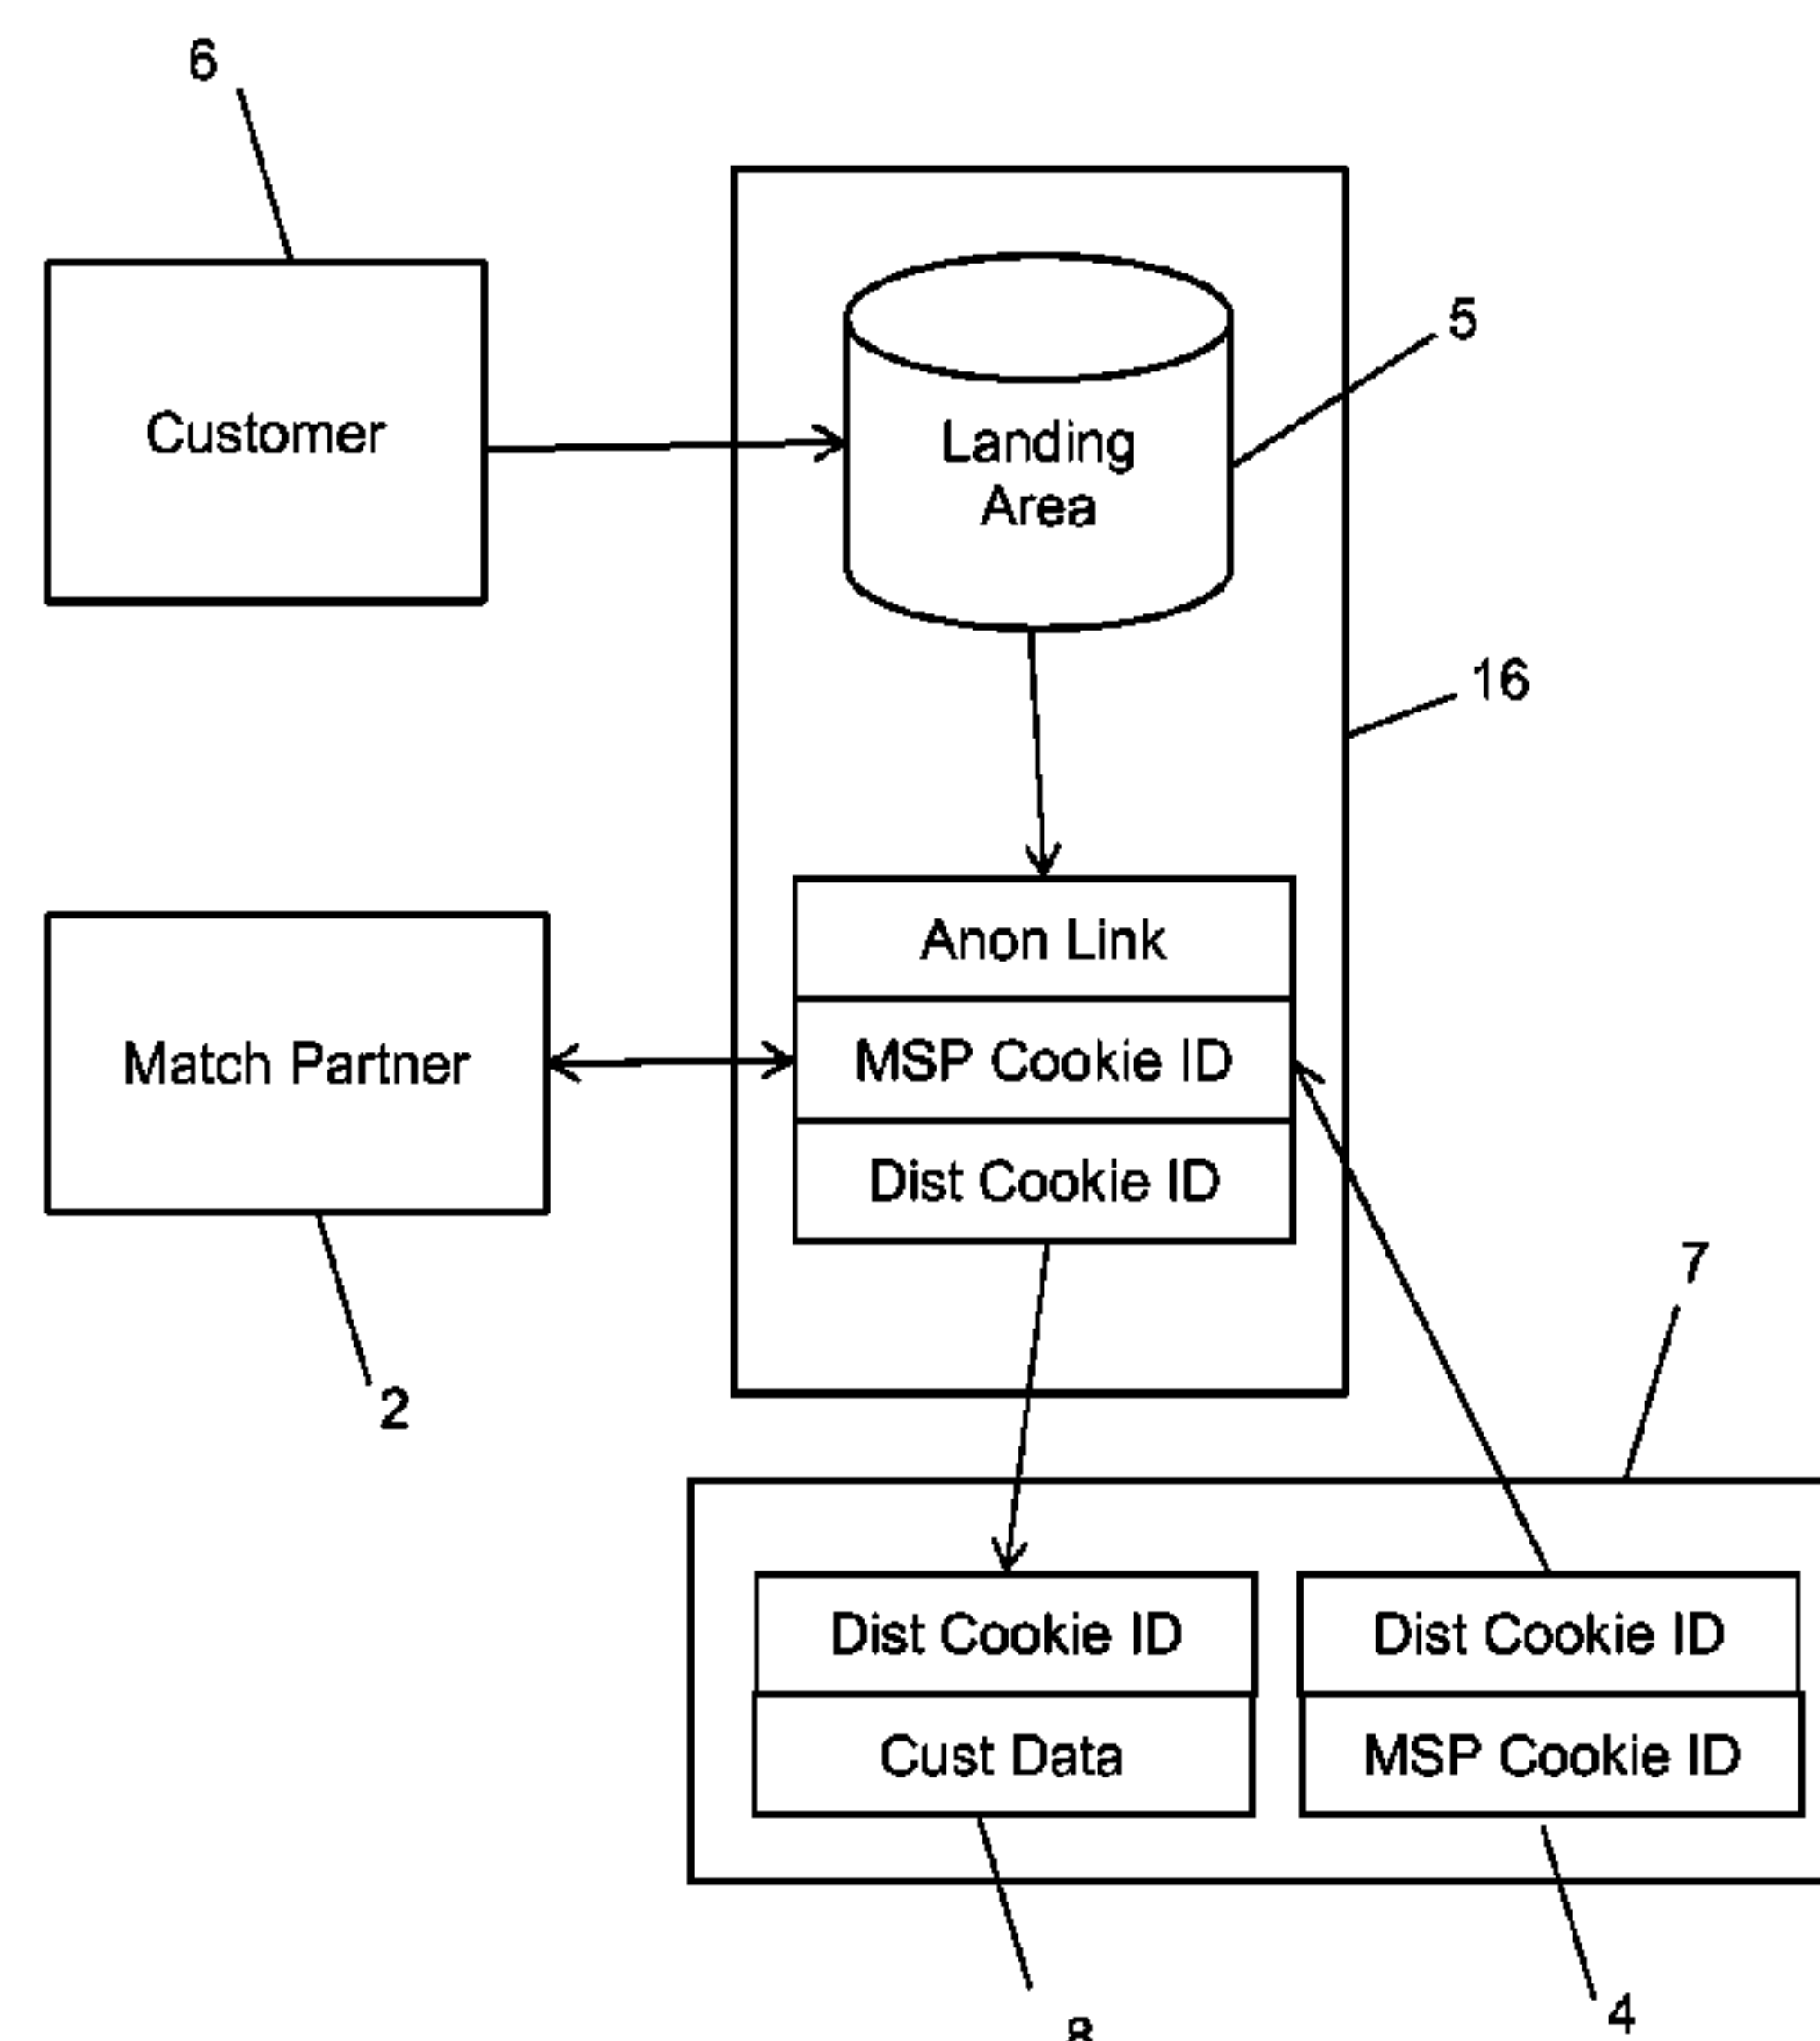 6
5
Customer
Landing
Area
16
Anon Link
Match Partner
MSP Cookie ID
Dist Cookie ID
7
2
Dist Cookie ID
Dist Cookie ID
Cust Data
MSP Cookie ID
8
4